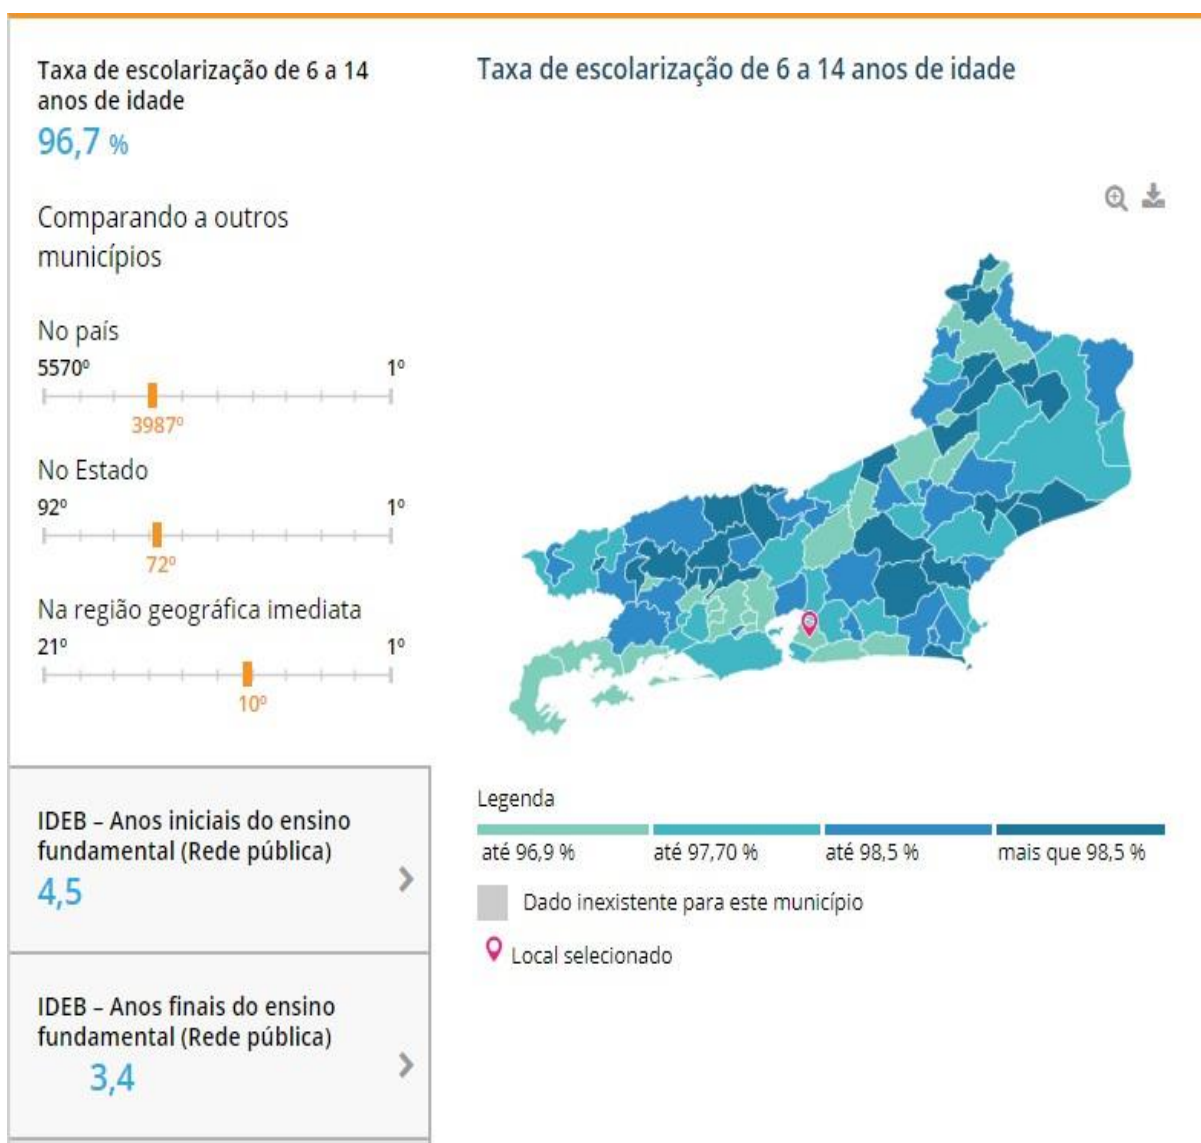 Taxa de escolarização de 6 a 14
anos de idade
96,7 %
Comparando a outros
municípios
No país
5570º 1º
3987º
No Estado
92º 1º
72º
Na região geográfica imediata
21º 1º
10º
IDEB – Anos iniciais do ensino
fundamental (Rede pública)
4,5
IDEB – Anos finais do ensino
fundamental (Rede pública)
3,4
Taxa de escolarização de 6 a 14 anos de idade
Legenda
até 96,9 % até 97,70 % até 98,5 % mais que 98,5 %
Dado inexistente para este município
Local selecionado